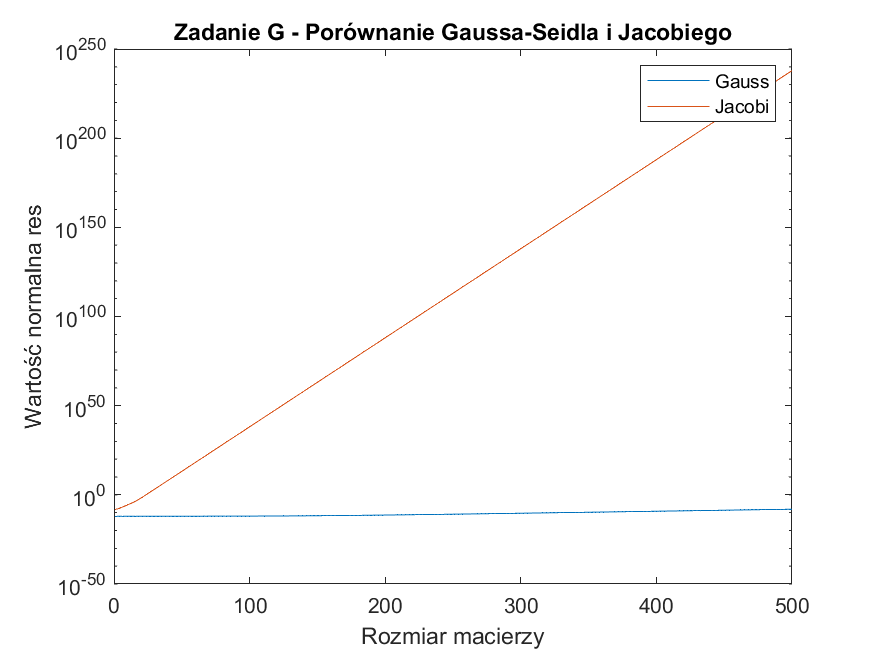 Zadanie G - Porównanie Gaussa-Seidla i Jacobiego
Gauss
Jacobi
Wartość normalna res
10^250
10^200
10^150
10^100
10^50
10^0
10^-50
0 100 200 300 400 500
Rozmiar macierzy